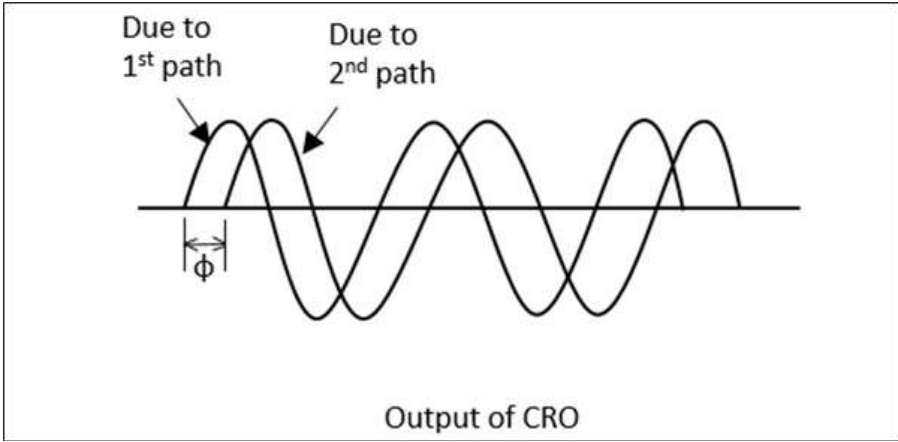 Due to
1st path
Due to
2nd path
ϕ
Output of CRO